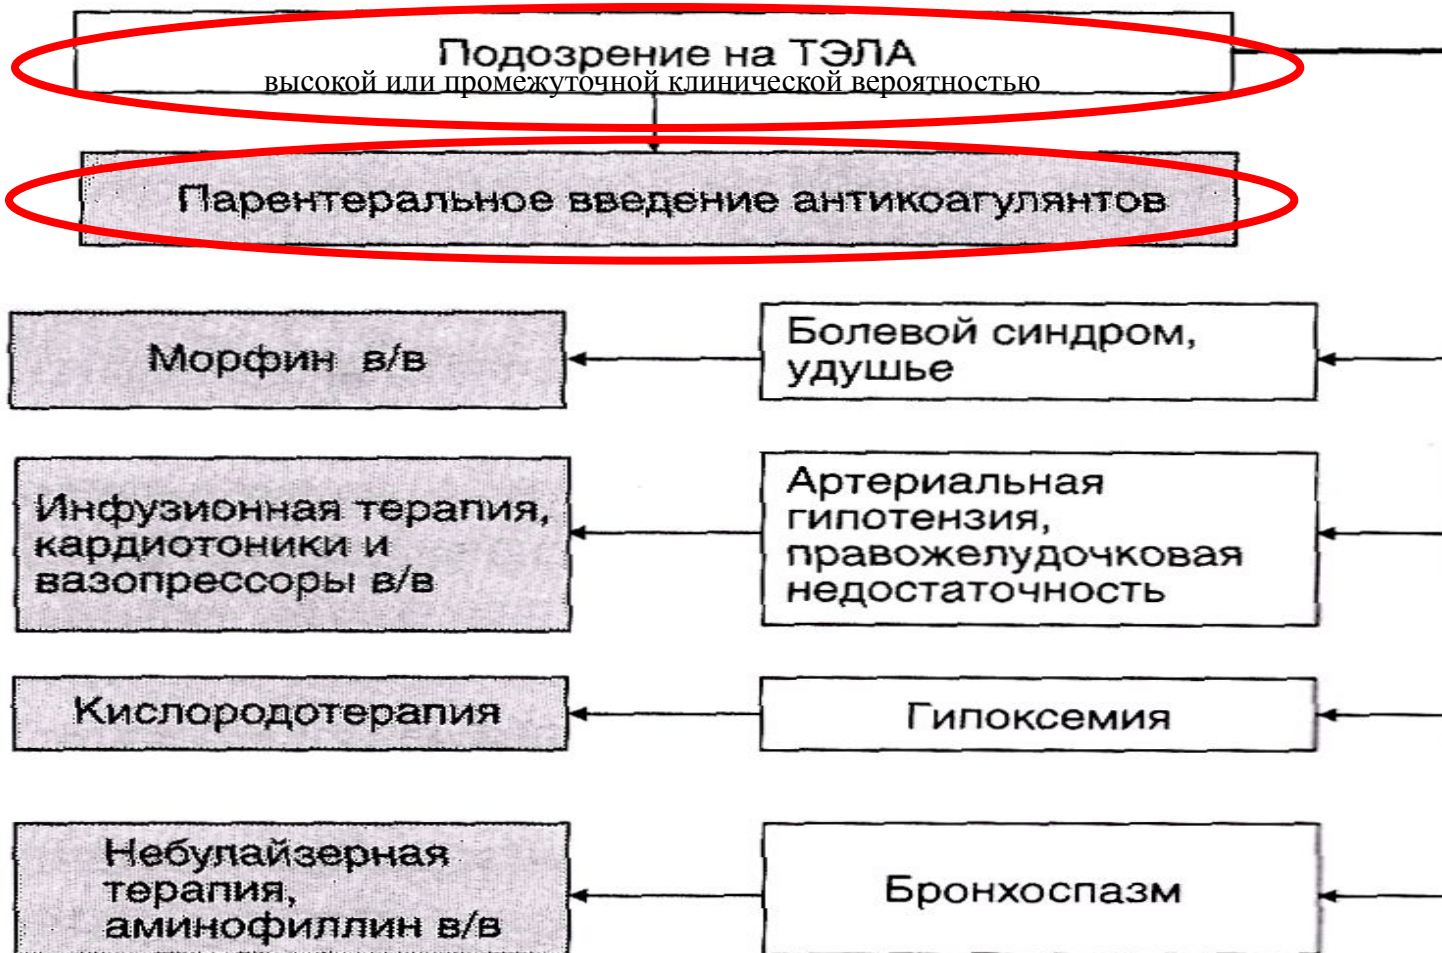 Подозрение на ТЭЛА
высокой или промежуточной клинической вероятностью
Парентеральное введение антикоагулянтов
Морфин в/в
Болевой синдром,
удушье
Инфузионная терапия,
кардиотоники и
вазопрессоры в/в
Артериальная
гипотензия,
правожелудочковая
недостаточность
Кислородотерапия
Гипоксемия
Небулайзерная
терапия,
аминофиллин в/в
Бронхоспазм